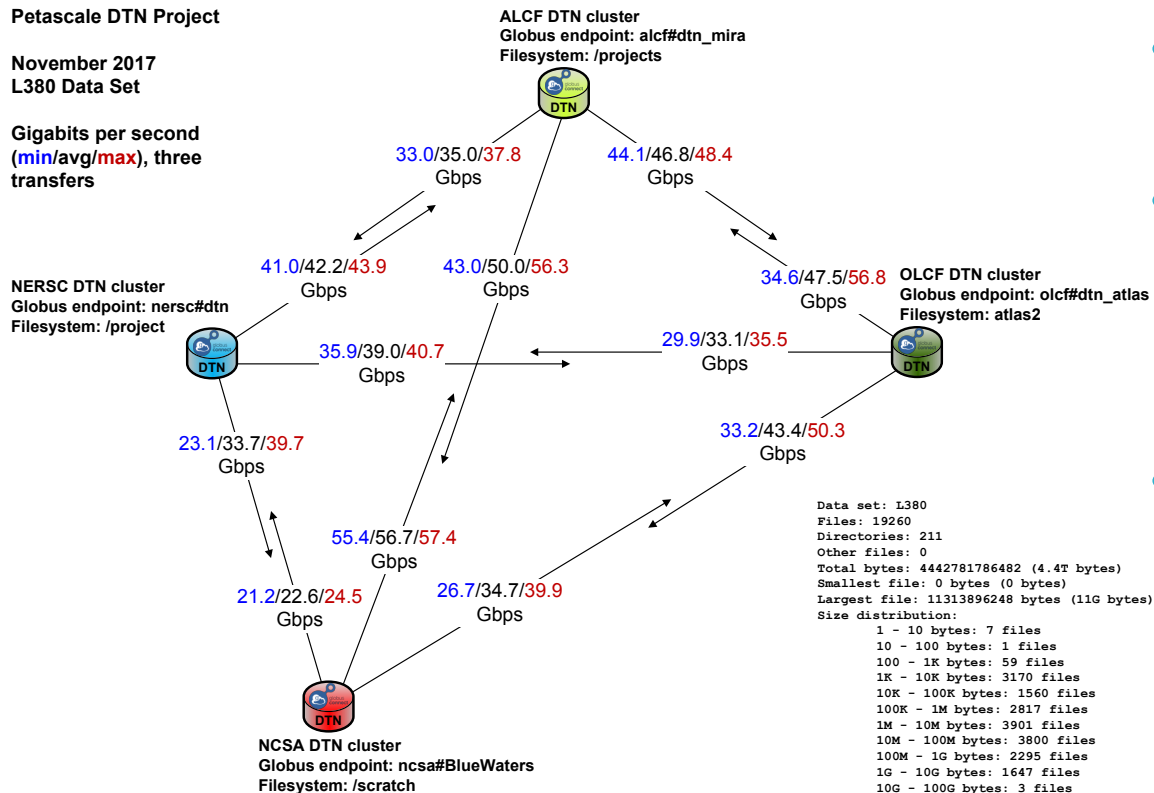 Petascale DTN Project
November 2017
L380 Data Set
Gigabits per second
(min/avg/max), three
transfers
ALCF DTN cluster
Globus endpoint: alcf#dtn_mira
Filesystem: /projects
globus
connect
DTN
33.0/35.0/37.8
Gbps
44.1/46.8/48.4
Gbps
41.0/42.2/43.9
Gbps
43.0/50.0/56.3
Gbps
34.6/47.5/56.8
Gbps
NERSC DTN cluster
Globus endpoint: nersc#dtn
Filesystem: /project
globus
connect
DTN
OLCF DTN cluster
Globus endpoint: olcf#dtn_atlas
Filesystem: atlas2
globus
connect
DTN
35.9/39.0/40.7
Gbps
29.9/33.1/35.5
Gbps
23.1/33.7/39.7
Gbps
33.2/43.4/50.3
Gbps
55.4/56.7/57.4
Gbps
21.2/22.6/24.5
Gbps
26.7/34.7/39.9
Gbps
globus
connect
DTN
NCSA DTN cluster
Globus endpoint: ncsa#BlueWaters
Filesystem: /scratch
Data set: L380
Files: 19260
Directories: 211
Other files: 0
Total bytes: 4442781786482 (4.4T bytes)
Smallest file: 0 bytes (0 bytes)
Largest file: 11313896248 bytes (11G bytes)
Size distribution:
1 - 10 bytes: 7 files
10 - 100 bytes: 1 files
100 - 1K bytes: 59 files
1K - 10K bytes: 3170 files
10K - 100K bytes: 1560 files
100K - 1M bytes: 2817 files
1M - 10M bytes: 3901 files
10M - 100M bytes: 3800 files
100M - 1G bytes: 2295 files
1G - 10G bytes: 1647 files
10G - 100G bytes: 3 files